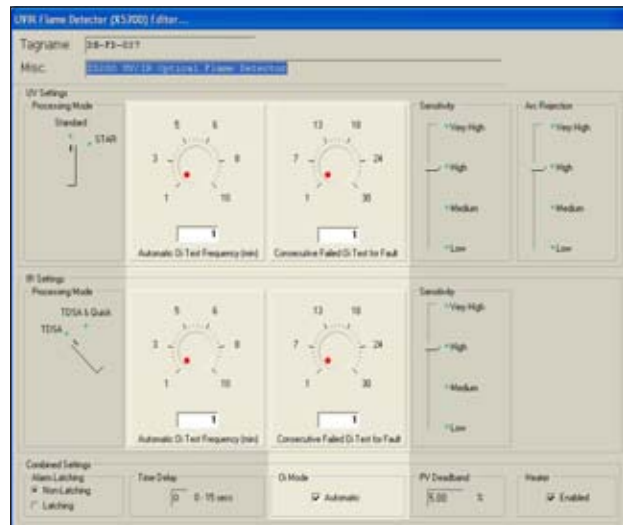 UVIR Flame Detector (X5200) Editor...
Tagname
Misc.
X5200 UV/IR Optical Flame Detector
UV Settings
Processing Mode
Standard
STAR
5 6
3 8
1 10
1
Automatic Oi Test Frequency (min)
13 18
7 24
1 30
1
Consecutive Failed Oi Test for Fault
Sensitivity
Very High
High
Medium
Low
Arc Rejection
Very High
High
Medium
Low
IR Settings
Processing Mode
TDSA & Quick
TDSA
5 6
3 8
1 10
1
Automatic Oi Test Frequency (min)
13 18
7 24
1 30
1
Consecutive Failed Oi Test for Fault
Sensitivity
Very High
High
Medium
Low
Combined Settings
Alarm Latching
Non-Latching
Latching
Time Delay
0 0-15 secs
Oi Mode
Automatic
PV Deadband
5.00 %
Heater
Enabled